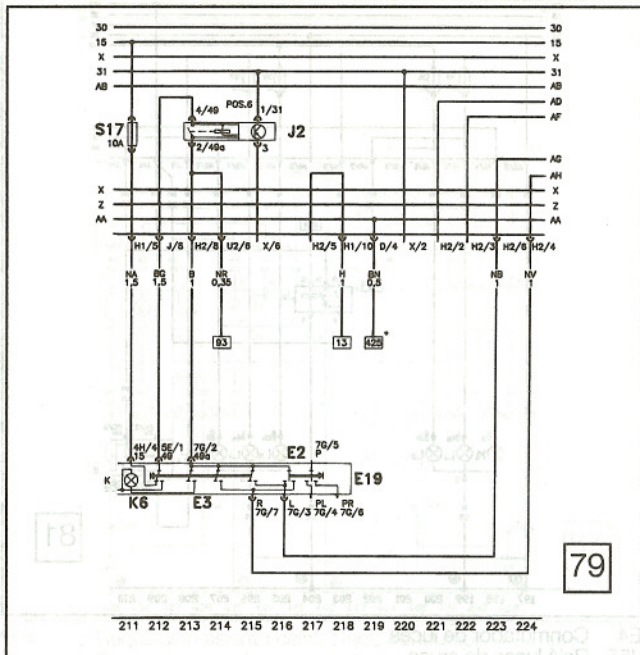 30 30
15 15
X X
31 31
AB AB
AD
4/49 POS.6 1/31
AF
S17 J2
10A
2/49a 3
AG
AH
X X
Z Z
AA AA
H1/5 J/6 H2/8 U2/6 X/6 H2/5 H1/10 D/4 X/2 H2/2 H2/3 H2/6 H2/4
NA BG B NR H BN NB NV
1,5 1,5 1 0,35 1 0,5 1 1
93 13 425 *
4H/4 5E/1 7G/2 E2 7G/5
15 49 49a P
K E19
K6 E3 R L PL PR
7G/7 7G/3 7G/4 7G/6
79
211 212 213 214 215 216 217 218 219 220 221 222 223 224